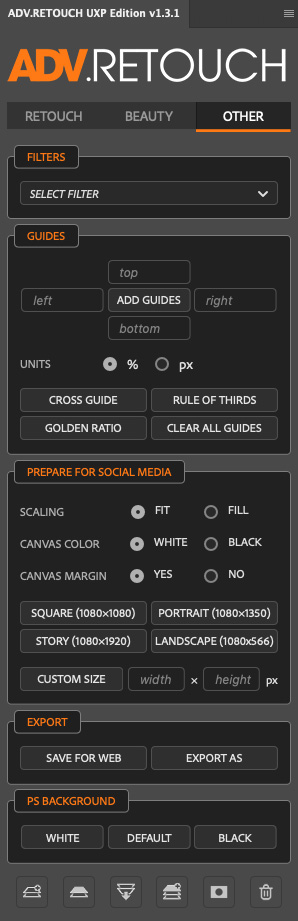 ADV.RETOUCH UXP Edition v1.3.1
ADV.RETOUCH
RETOUCH BEAUTY OTHER
FILTERS
SELECT FILTER
GUIDES
top
left ADD GUIDES right
bottom
UNITS % px
CROSS GUIDE RULE OF THIRDS
GOLDEN RATIO CLEAR ALL GUIDES
PREPARE FOR SOCIAL MEDIA
SCALING FIT FILL
CANVAS COLOR WHITE BLACK
CANVAS MARGIN YES NO
SQUARE (1080×1080) PORTRAIT (1080×1350)
STORY (1080×1920) LANDSCAPE (1080x566)
CUSTOM SIZE width × height px
EXPORT
SAVE FOR WEB EXPORT AS
PS BACKGROUND
WHITE DEFAULT BLACK